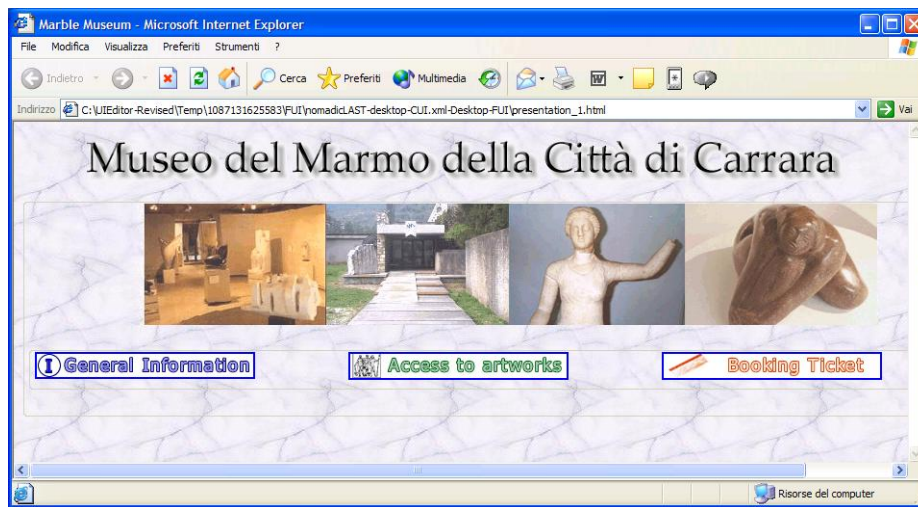 Marble Museum - Microsoft Internet Explorer
File Modifica Visualizza Preferiti Strumenti ?
Indietro Cerca Preferiti Multimedia
Indirizzo C:\UIEditor-Revised\Temp\1087131625583\FUI\nomadicLAST-desktop-CUI.xml-Desktop-FUI\presentation_1.html Vai
Museo del Marmo della Città di Carrara
General Information Access to artworks Booking Ticket
Risorse del computer